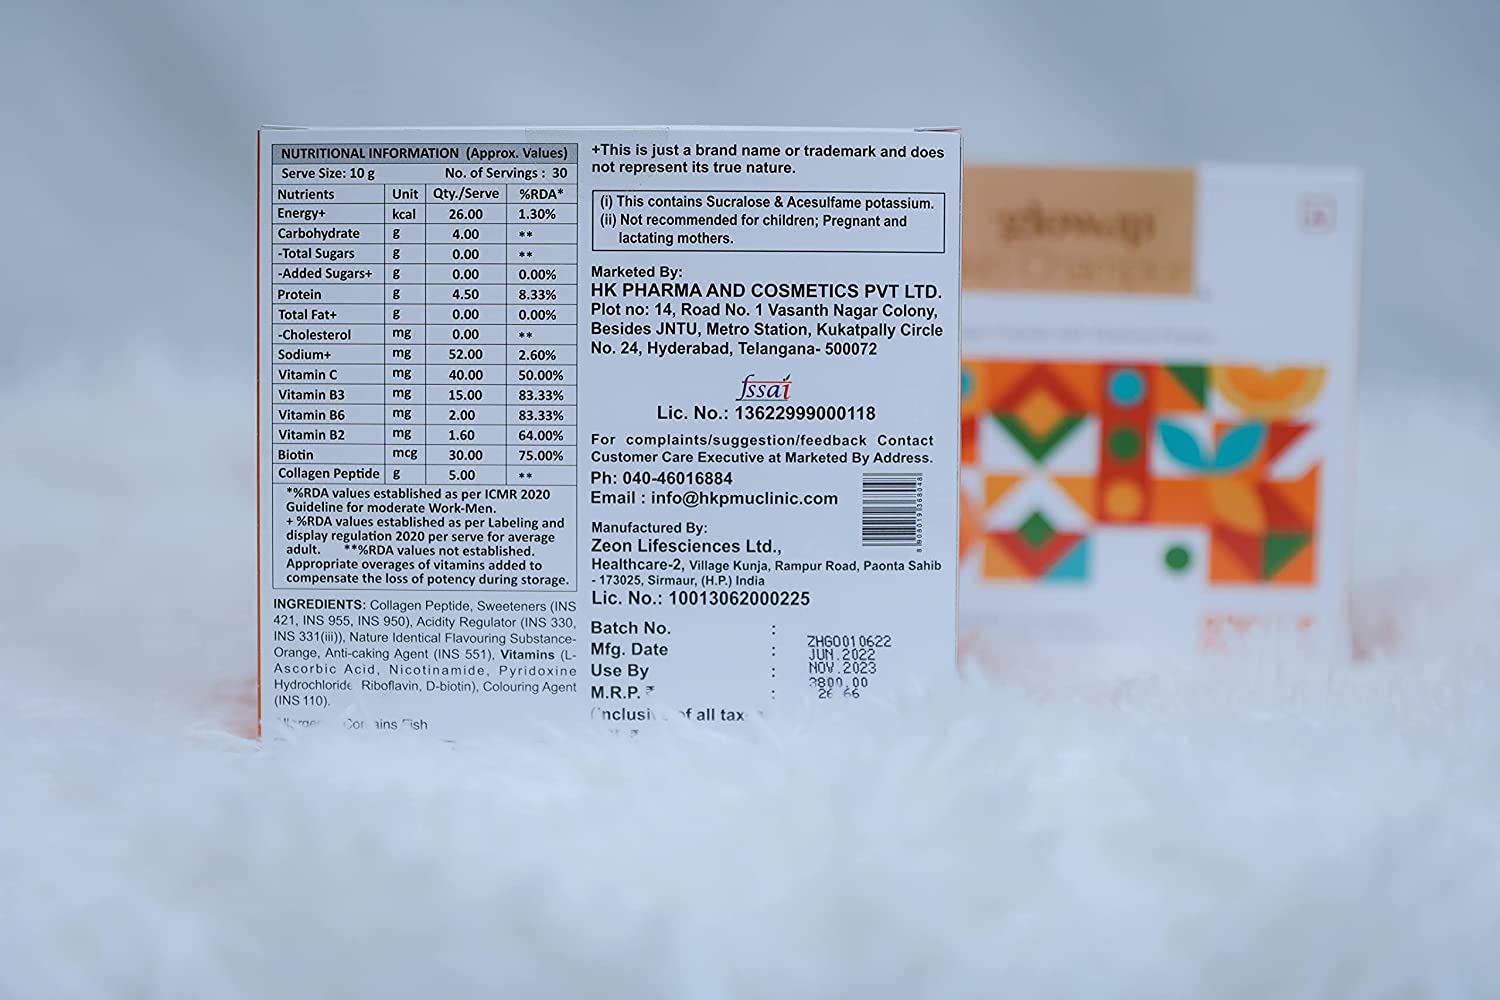 NUTRITIONAL INFORMATION (Approx. Values)
Serve Size: 10 g No. of Servings : 30
Nutrients Unit Qty./Serve %RDA*
Energy+ kcal 26.00 1.30%
Carbohydrate g 4.00 **
-Total Sugars g 0.00 **
-Added Sugars+ g 0.00 0.00%
Protein g 4.50 8.33%
Total Fat+ g 0.00 0.00%
-Cholesterol mg 0.00 **
Sodium+ mg 52.00 2.60%
Vitamin C mg 40.00 50.00%
Vitamin B3 mg 15.00 83.33%
Vitamin B6 mg 2.00 83.33%
Vitamin B2 mg 1.60 64.00%
Biotin mcg 30.00 75.00%
Collagen Peptide g 5.00 **
*%RDA values established as per ICMR 2020
Guideline for moderate Work-Men.
+ %RDA values established as per Labeling and
display regulation 2020 per serve for average
adult. **%RDA values not established.
Appropriate overages of vitamins added to
compensate the loss of potency during storage.
INGREDIENTS: Collagen Peptide, Sweeteners (INS
421, INS 955, INS 950), Acidity Regulator (INS 330,
INS 331(iii)), Nature Identical Flavouring Substance-
Orange, Anti-caking Agent (INS 551), Vitamins (L-
Ascorbic Acid, Nicotinamide, Pyridoxine
Hydrochloride Riboflavin, D-biotin), Colouring Agent
(INS 110).
Contains Fish
+This is just a brand name or trademark and does
not represent its true nature.
(i) This contains Sucralose & Acesulfame potassium.
(ii) Not recommended for children; Pregnant and
lactating mothers.
Marketed By:
HK PHARMA AND COSMETICS PVT LTD.
Plot no: 14, Road No. 1 Vasanth Nagar Colony,
Besides JNTU, Metro Station, Kukatpally Circle
No. 24, Hyderabad, Telangana- 500072
fssai
Lic. No.: 13622999000118
For complaints/suggestion/feedback Contact
Customer Care Executive at Marketed By Address.
Ph: 040-46016884
Email : info@hkpmuclinic.com
Manufactured By:
Zeon Lifesciences Ltd.,
Healthcare-2, Village Kunja, Rampur Road, Paonta Sahib
- 173025, Sirmaur, (H.P.) India
Lic. No.: 10013062000225
Batch No. : ZHG0010622
Mfg. Date : JUN.2022
Use By : NOV.2023
M.R.P. ₹ : 3800.00
26.66
of all
glowap